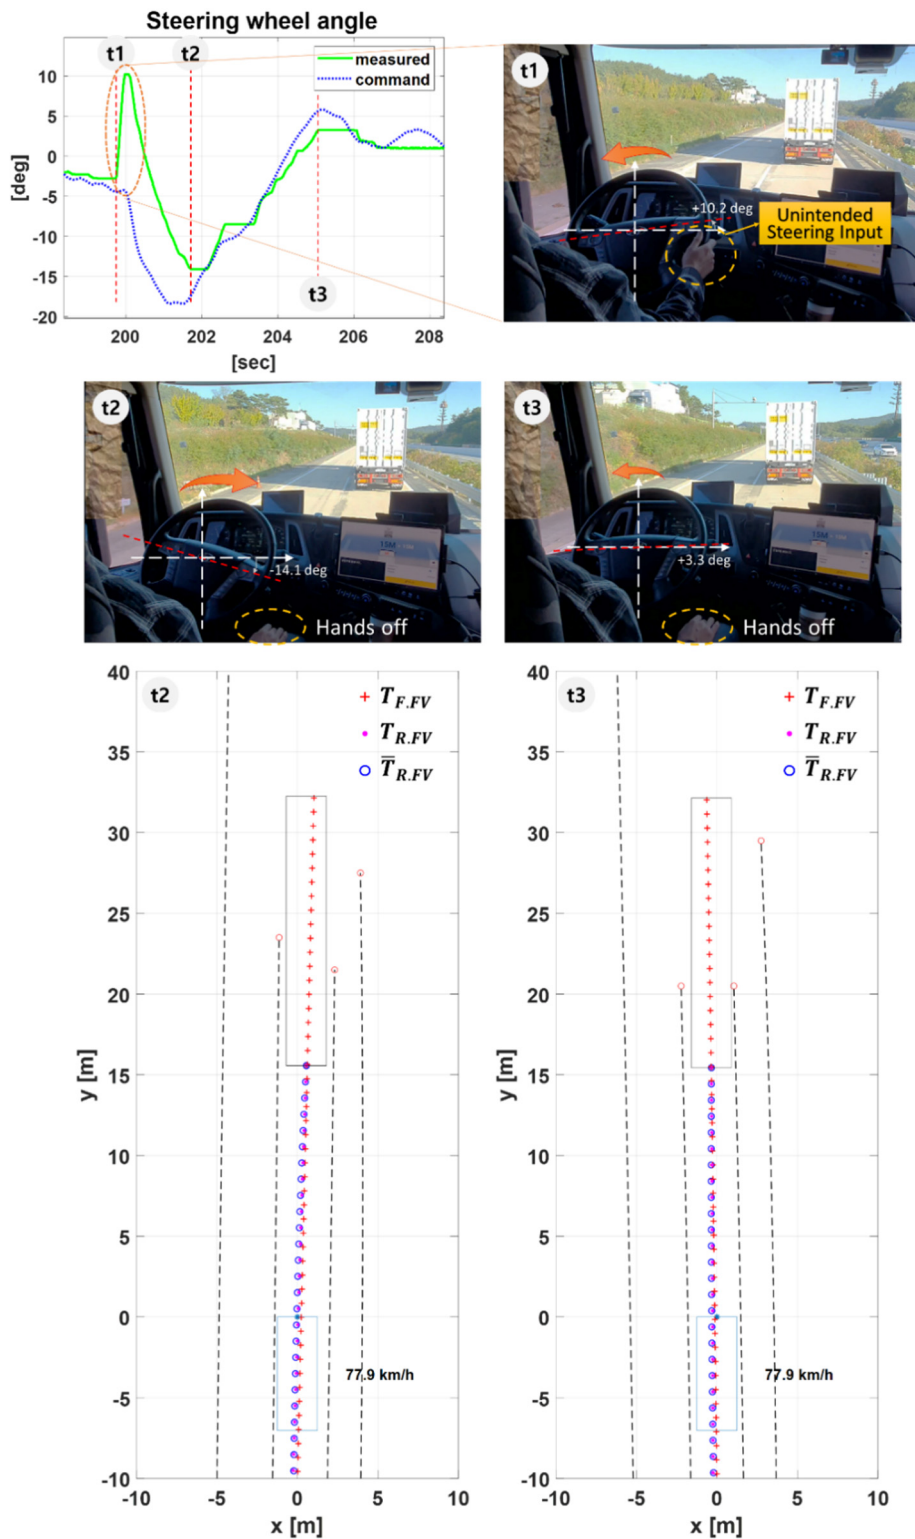 Steering wheel angle
t1
t2
measured
command
10
5
0
-5
-10
-15
-20
[deg]
t3
200
202
204
206
208
[sec]
t1
+10.2 deg
Unintended
Steering Input
t2
-14.1 deg
Hands off
t3
+3.3 deg
Hands off
t2
T_F.FV
T_R.FV
T̅_R.FV
40
35
30
25
20
15
10
5
0
-5
-10
y [m]
77.9 km/h
-10
-5
0
5
10
x [m]
t3
T_F.FV
T_R.FV
T̅_R.FV
40
35
30
25
20
15
10
5
0
-5
-10
y [m]
77.9 km/h
-10
-5
0
5
10
x [m]